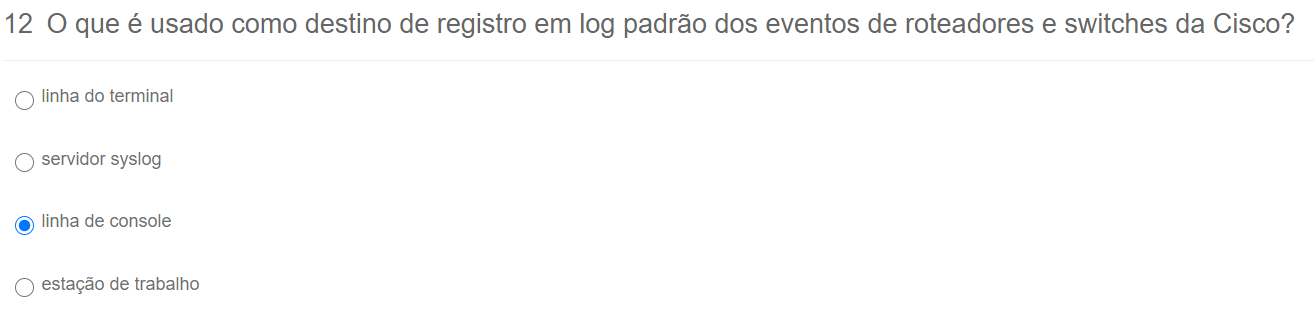 12 O que é usado como destino de registro em log padrão dos eventos de roteadores e switches da Cisco?
linha do terminal
servidor syslog
linha de console
estação de trabalho